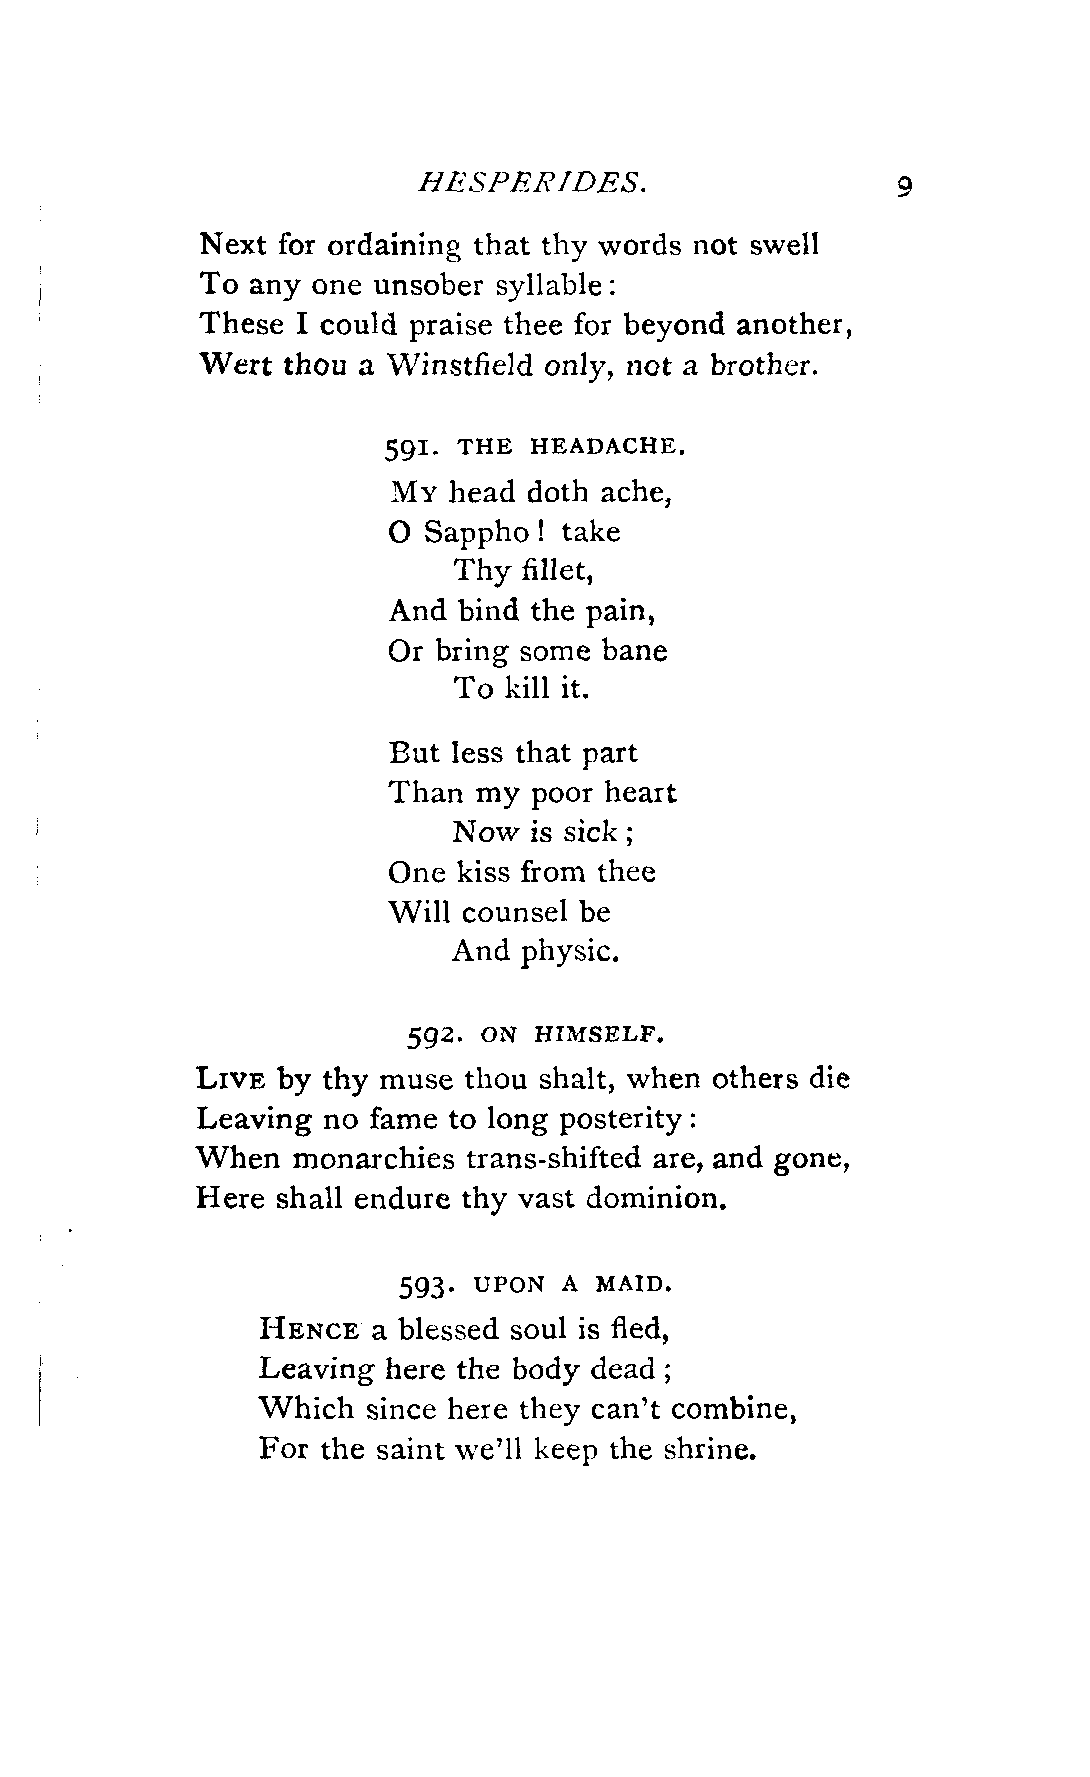 HESPERIDES. 9
Next for ordaining that thy words not swell
To any one unsober syllable:
These I could praise thee for beyond another,
Wert thou a Winstfield only, not a brother.
591. THE HEADACHE.
MY head doth ache,
O Sappho! take
Thy fillet,
And bind the pain,
Or bring some bane
To kill it.
But less that part
Than my poor heart
Now is sick;
One kiss from thee
Will counsel be
And physic.
592. ON HIMSELF.
LIVE by thy muse thou shalt, when others die
Leaving no fame to long posterity:
When monarchies trans-shifted are, and gone,
Here shall endure thy vast dominion.
593. UPON A MAID.
HENCE a blessed soul is fled,
Leaving here the body dead;
Which since here they can't combine,
For the saint we'll keep the shrine.